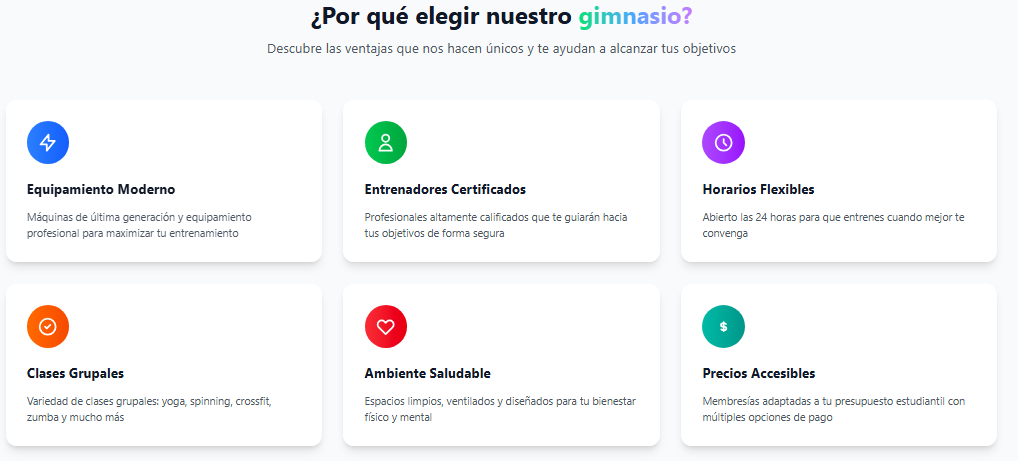 ¿Por qué elegir nuestro gimnasio?
Descubre las ventajas que nos hacen únicos y te ayudan a alcanzar tus objetivos
Equipamiento Moderno
Máquinas de última generación y equipamiento
profesional para maximizar tu entrenamiento
Entrenadores Certificados
Profesionales altamente calificados que te guiarán hacia
tus objetivos de forma segura
Horarios Flexibles
Abierto las 24 horas para que entrenes cuando mejor te
convenga
Clases Grupales
Variedad de clases grupales: yoga, spinning, crossfit,
zumba y mucho más
Ambiente Saludable
Espacios limpios, ventilados y diseñados para tu bienestar
físico y mental
$
Precios Accesibles
Membresías adaptadas a tu presupuesto estudiantil con
múltiples opciones de pago